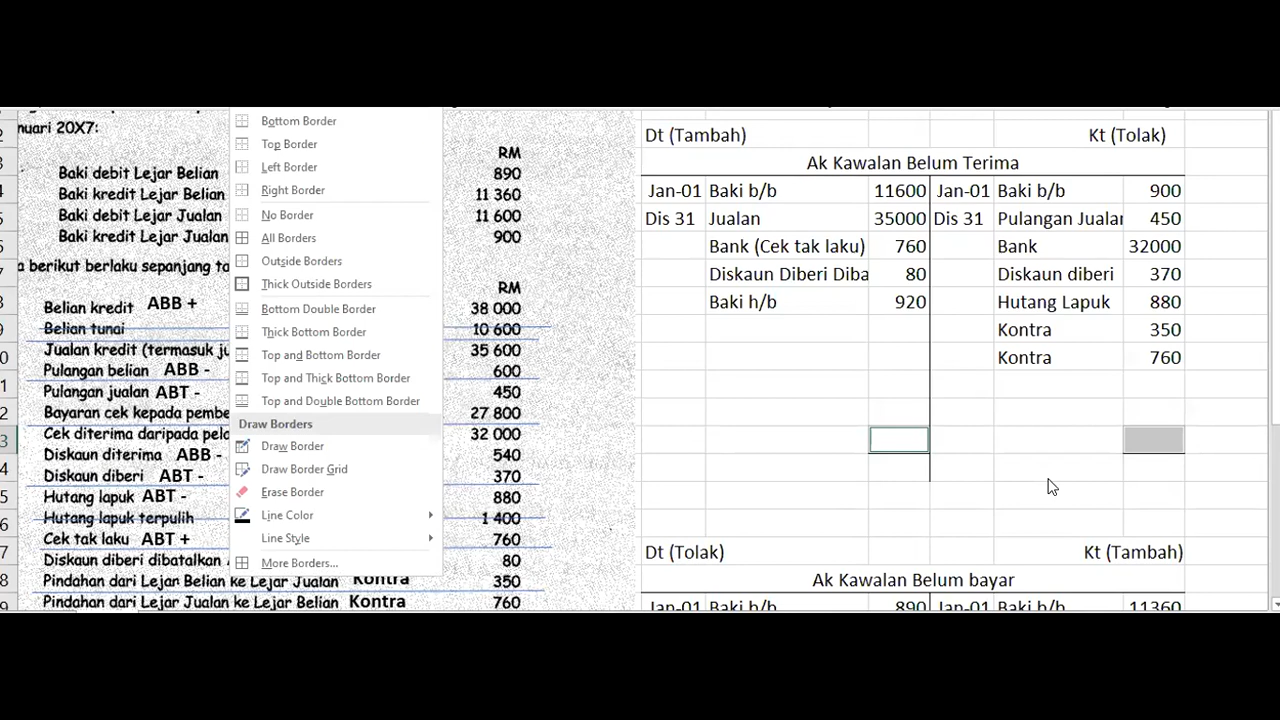 nuari 20X7:
RM
Baki debit Lejar Belian 890
Baki kredit Lejar Belian 11 360
Baki debit Lejar Jualan 11 600
Baki kredit Lejar Jualan 900
a berikut berlaku sepanjang ta
RM
Belian kredit ABB + 38 000
Belian tunai 10 600
Jualan kredit (termasuk ju 35 600
Pulangan belian ABB - 600
Pulangan jualan ABT - 450
Bayaran cek kepada pembe 27 800
Cek diterima daripada pela 32 000
Diskaun diterima ABB - 540
Diskaun diberi ABT - 370
Hutang lapuk ABT - 880
Hutang lapuk terpulih 1 400
Cek tak laku ABT + 760
Diskaun diberi dibatalkan 80
Pindahan dari Lejar Belian ke Lejar Jualan Kontra 350
Pindahan dari Lejar Jualan ke Lejar Belian Kontra 760
Bottom Border
Top Border
Left Border
Right Border
No Border
All Borders
Outside Borders
Thick Outside Borders
Bottom Double Border
Thick Bottom Border
Top and Bottom Border
Top and Thick Bottom Border
Top and Double Bottom Border
Draw Borders
Draw Border
Draw Border Grid
Erase Border
Line Color
Line Style
More Borders...
Dt (Tambah) Kt (Tolak)
Ak Kawalan Belum Terima
Jan-01 Baki b/b 11600 Jan-01 Baki b/b 900
Dis 31 Jualan 35000 Dis 31 Pulangan Jualan 450
Bank (Cek tak laku) 760 Bank 32000
Diskaun Diberi Diba 80 Diskaun diberi 370
Baki h/b 920 Hutang Lapuk 880
Kontra 350
Kontra 760
Dt (Tolak) Kt (Tambah)
Ak Kawalan Belum bayar
Jan-01 Baki b/b 890 Jan-01 Baki b/b 11360